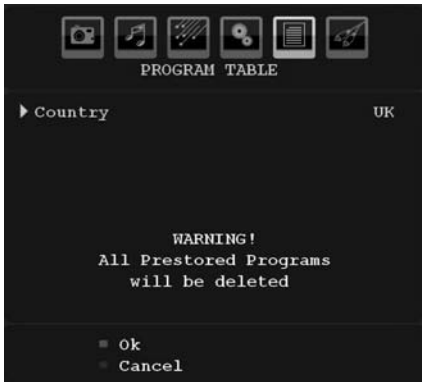 PROGRAM TABLE
Country UK
WARNING!
All Prestored Programs
will be deleted
Ok
Cancel